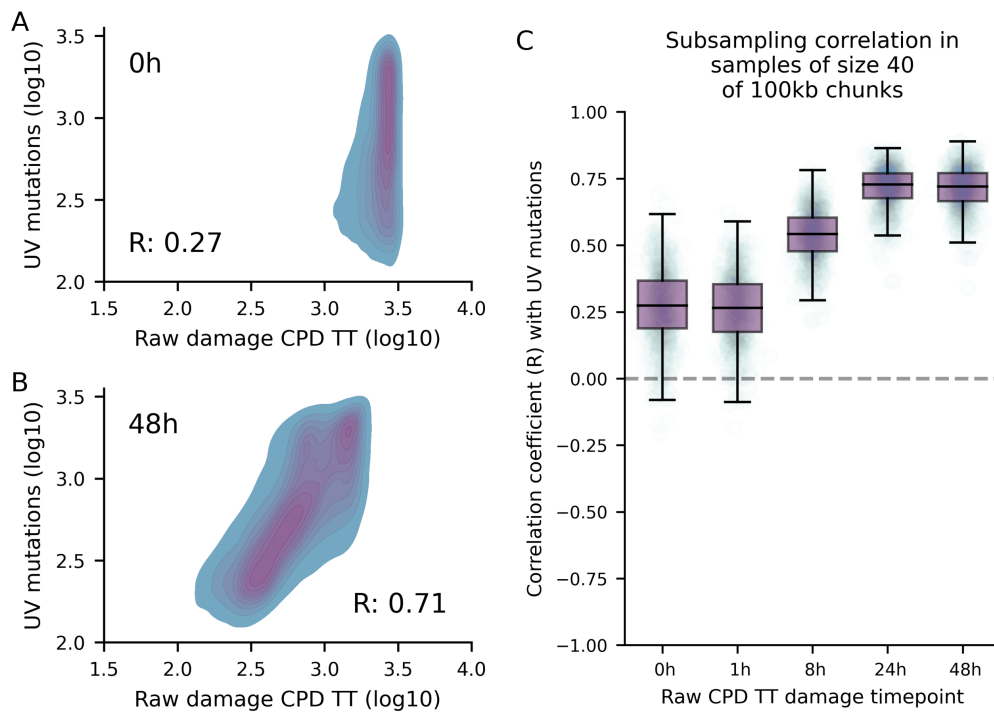 A
3.5
3.0
2.5
2.0
UV mutations (log10)
0h
R: 0.27
1.5 2.0 2.5 3.0 3.5 4.0
Raw damage CPD TT (log10)
B
3.5
3.0
2.5
2.0
UV mutations (log10)
48h
R: 0.71
1.5 2.0 2.5 3.0 3.5 4.0
Raw damage CPD TT (log10)
C
Subsampling correlation in
samples of size 40
of 100kb chunks
1.00
0.75
0.50
0.25
0.00
−0.25
−0.50
−0.75
−1.00
Correlation coefficient (R) with UV mutations
0h 1h 8h 24h 48h
Raw CPD TT damage timepoint